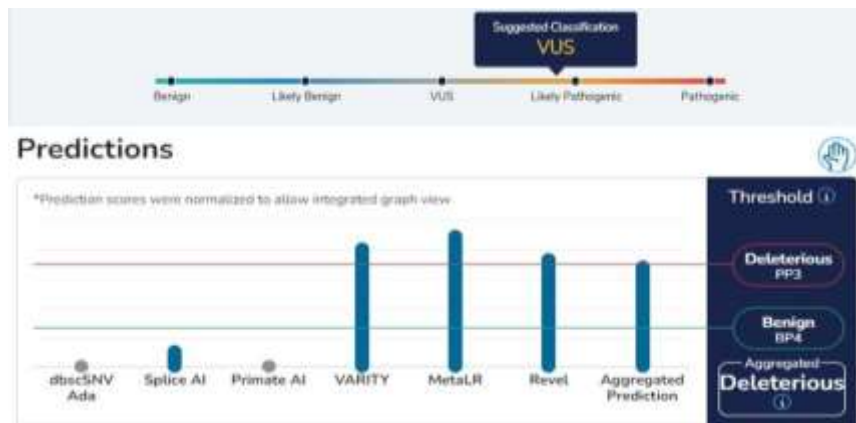 Suggested Classification
VUS
Benign
Likely Benign
VUS
Likely Pathogenic
Pathogenic
Predictions
*Prediction scores were normalized to allow integrated graph view
Threshold i
Deleterious
PP3
Benign
BP4
Aggregated
Deleterious
i
dbscSNV
Ada
Splice AI
Primate AI
VARITY
MetaLR
Revel
Aggregated
Prediction